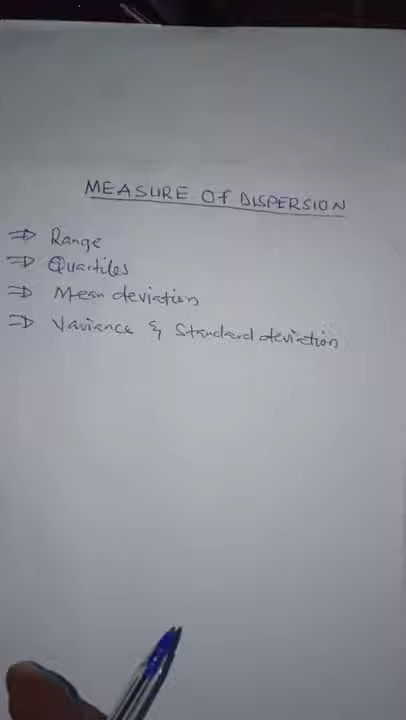 MEASURE OF DISPERSION
⇒ Range
⇒ Quartiles
⇒ Mean deviation
⇒ Variance & Standard deviation